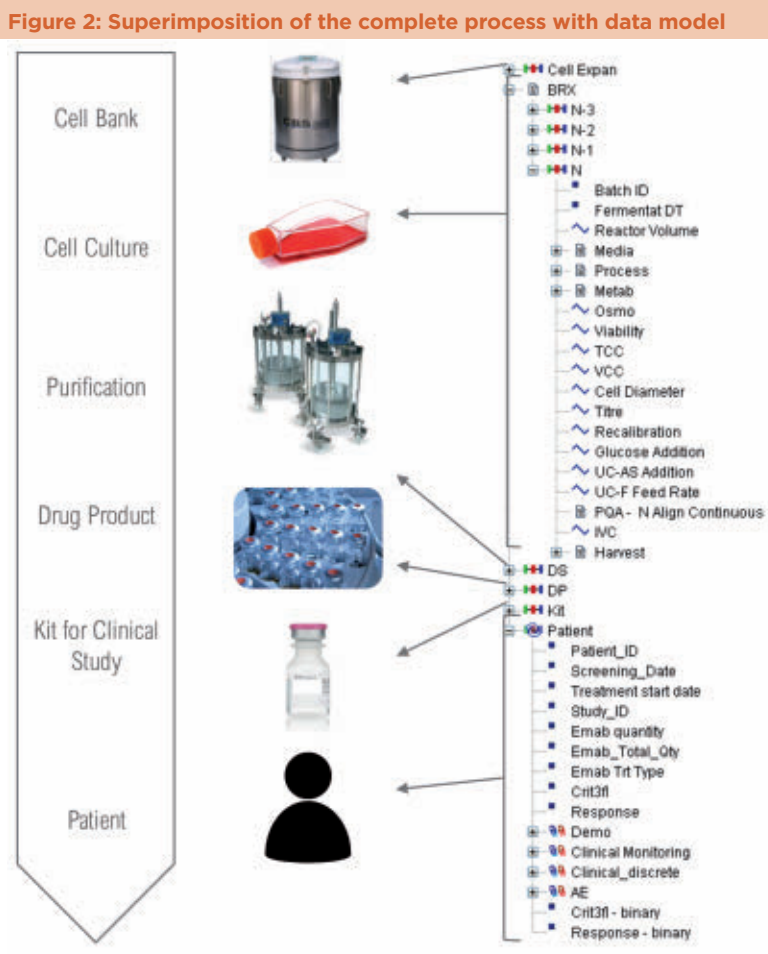 Figure 2: Superimposition of the complete process with data model
Cell Bank
Cell Culture
Purification
Drug Product
Kit for Clinical
Study
Patient
Cell Expan
BRX
N-3
N-2
N-1
N
Batch ID
Fermentat DT
Reactor Volume
Media
Process
Metab
Osmo
Viability
TCC
VCC
Cell Diameter
Titre
Recalibration
Glucose Addition
UC-AS Addition
UC-F Feed Rate
PQA - N Align Continuous
IVC
Harvest
DS
DP
Kit
Patient
Patient_ID
Screening_Date
Treatment start date
Study_ID
Emab quantity
Emab_Total_Qty
Emab Trt Type
Crit3fl
Response
Demo
Clinical Monitoring
Clinical_discrete
AE
Crit3fl - binary
Response - binary